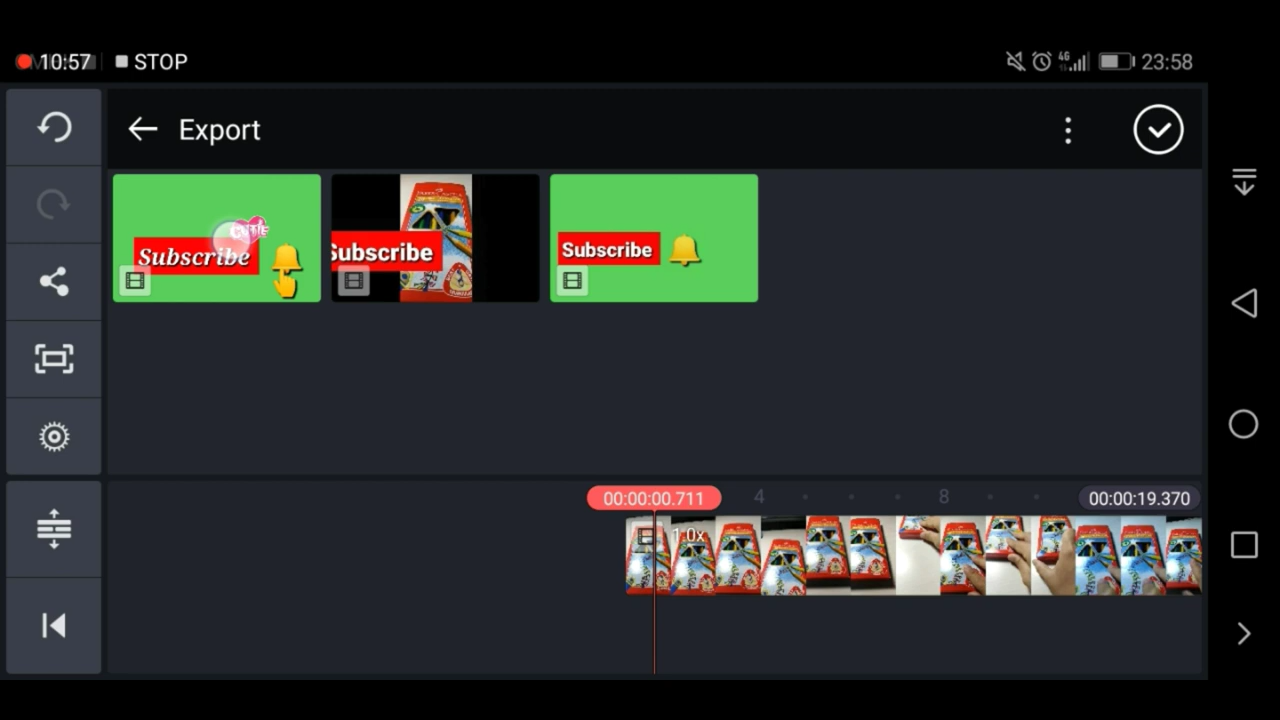 10:57 STOP
4G 23:58
Export
CUTIE
Subscribe
Subscribe
Subscribe
00:00:00.711 4 8 00:00:19.370
1.0x